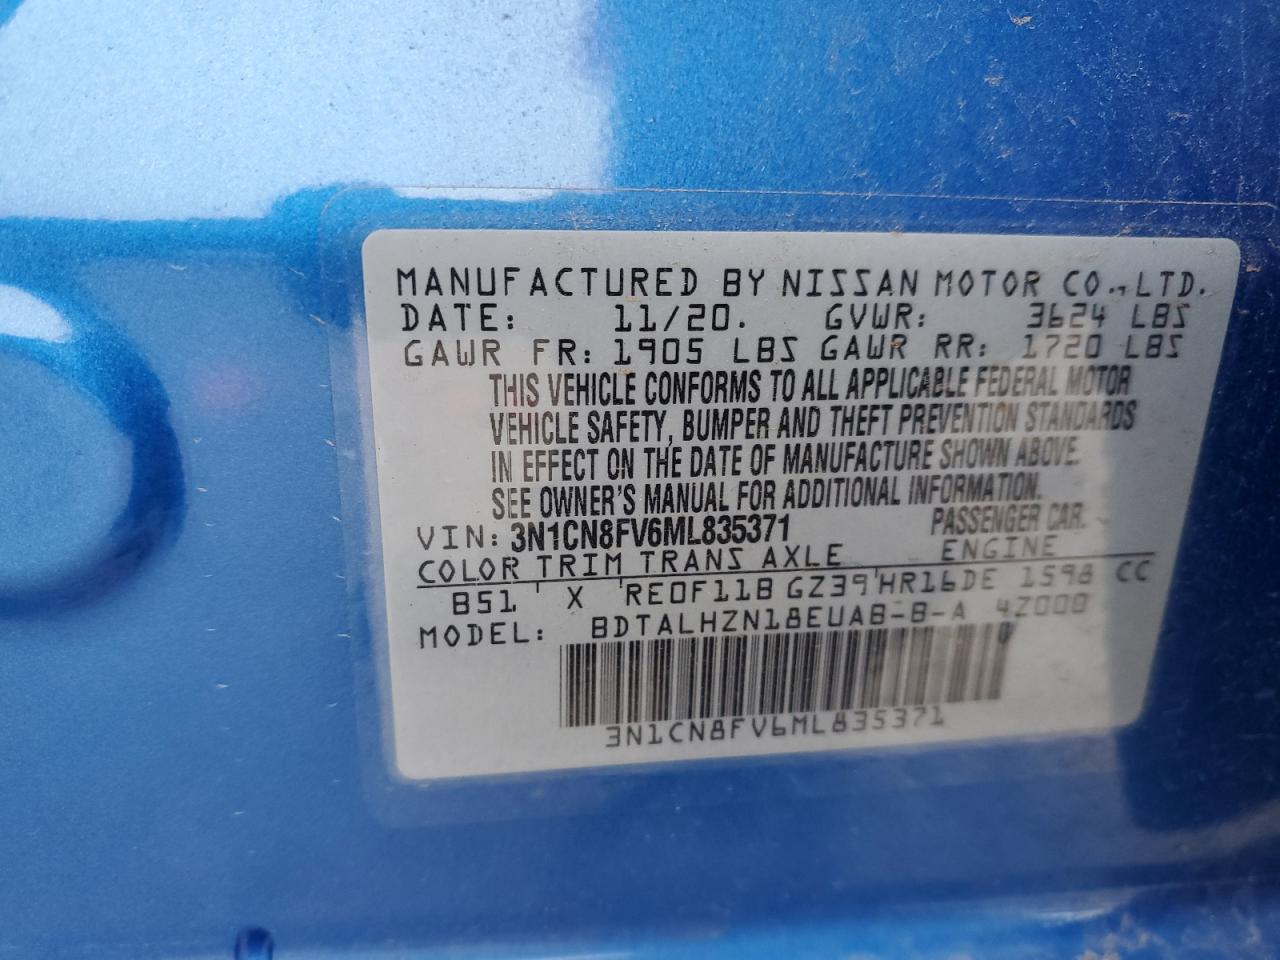 MANUFACTURED BY NISSAN MOTOR CO., LTD.
DATE: 11/20. GVWR: 3624 LBS
GAWR FR: 1905 LBS GAWR RR: 1720 LBS
THIS VEHICLE CONFORMS TO ALL APPLICABLE FEDERAL MOTOR
VEHICLE SAFETY, BUMPER AND THEFT PREVENTION STANDARDS
IN EFFECT ON THE DATE OF MANUFACTURE SHOWN ABOVE.
SEE OWNER'S MANUAL FOR ADDITIONAL INFORMATION.
VIN: 3N1CN8FV6ML835371 PASSENGER CAR.
COLOR TRIM TRANS AXLE ENGINE
B51 X RE0F11B GZ39 HR16DE 1598 CC
MODEL: BDTALHZN18EUAB-B-A 4Z000
3N1CN8FV6ML835371